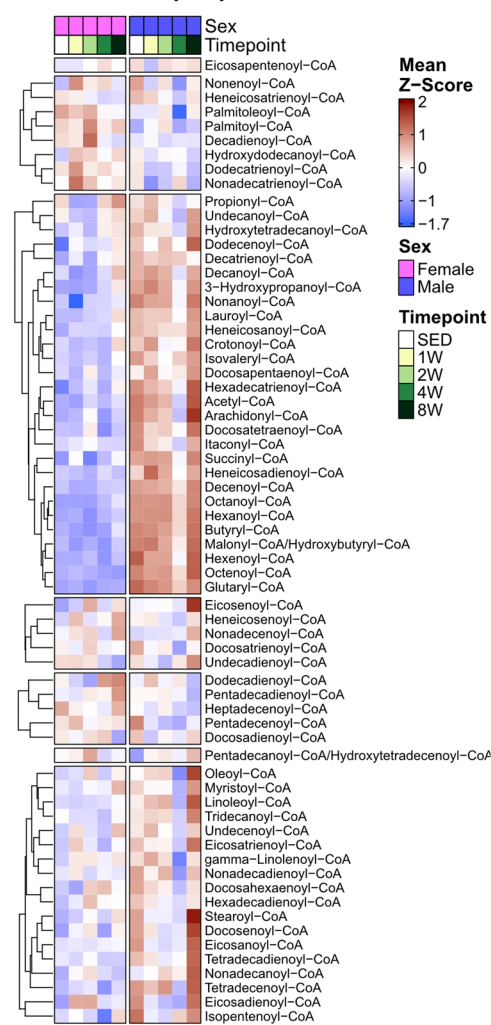 Sex
Timepoint
Eicosapentenoyl−CoA
Nonenoyl−CoA
Heneicosatrienoyl−CoA
Palmitoleoyl−CoA
Palmitoyl−CoA
Decadienoyl−CoA
Hydroxydodecanoyl−CoA
Dodecatrienoyl−CoA
Nonadecatrienoyl−CoA
Propionyl−CoA
Undecanoyl−CoA
Hydroxytetradecanoyl−CoA
Dodecenoyl−CoA
Decatrienoyl−CoA
Decanoyl−CoA
3−Hydroxypropanoyl−CoA
Nonanoyl−CoA
Lauroyl−CoA
Heneicosanoyl−CoA
Crotonoyl−CoA
Isovaleryl−CoA
Docosapentaenoyl−CoA
Hexadecatrienoyl−CoA
Acetyl−CoA
Arachidonyl−CoA
Docosatetraenoyl−CoA
Itaconyl−CoA
Succinyl−CoA
Heneicosadienoyl−CoA
Decenoyl−CoA
Octanoyl−CoA
Hexanoyl−CoA
Butyryl−CoA
Malonyl−CoA/Hydroxybutyryl−CoA
Hexenoyl−CoA
Octenoyl−CoA
Glutaryl−CoA
Eicosenoyl−CoA
Heneicosenoyl−CoA
Nonadecenoyl−CoA
Docosatrienoyl−CoA
Undecadienoyl−CoA
Dodecadienoyl−CoA
Pentadecadienoyl−CoA
Heptadecenoyl−CoA
Pentadecenoyl−CoA
Docosadienoyl−CoA
Pentadecanoyl−CoA/Hydroxytetradecenoyl−CoA
Oleoyl−CoA
Myristoyl−CoA
Linoleoyl−CoA
Tridecanoyl−CoA
Undecenoyl−CoA
Eicosatrienoyl−CoA
gamma−Linolenoyl−CoA
Nonadecadienoyl−CoA
Docosahexaenoyl−CoA
Hexadecadienoyl−CoA
Stearoyl−CoA
Docosenoyl−CoA
Eicosanoyl−CoA
Tetradecadienoyl−CoA
Nonadecanoyl−CoA
Tetradecenoyl−CoA
Eicosadienoyl−CoA
Isopentenoyl−CoA
Mean
Z−Score
2
1
0
−1
−1.7
Sex
Female
Male
Timepoint
SED
1W
2W
4W
8W